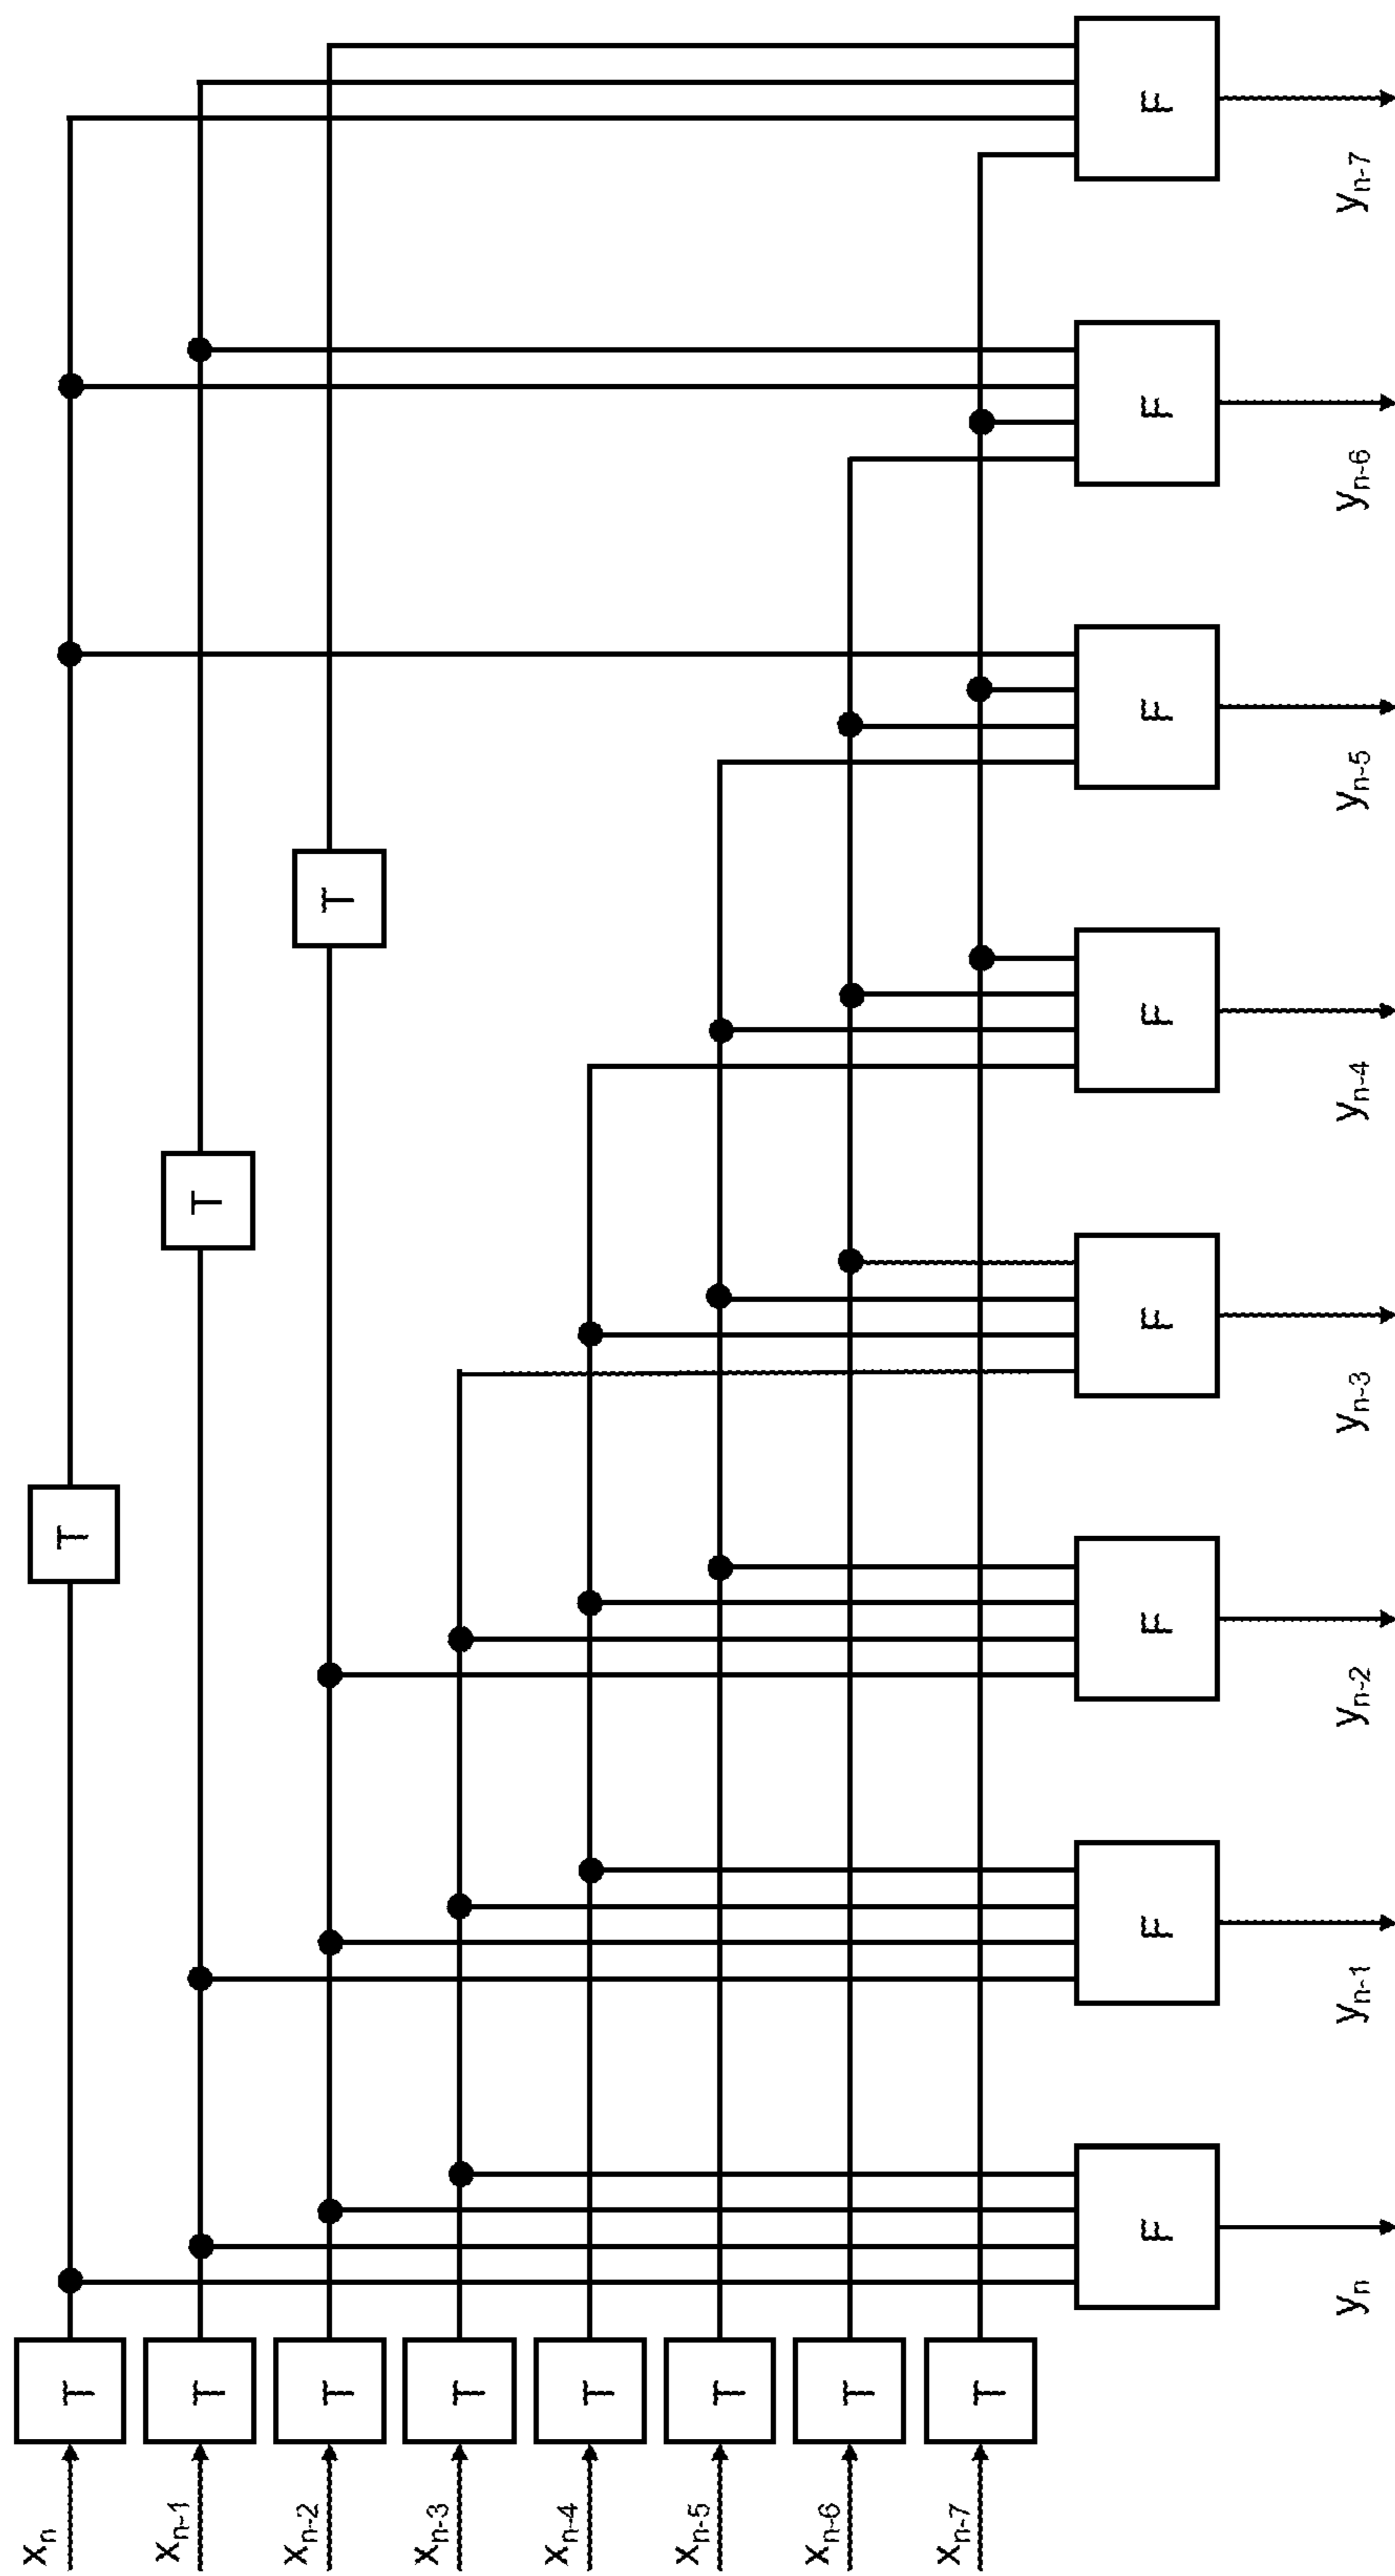 xₙ T T
xₙ₋₁ T T
xₙ₋₂ T T
xₙ₋₃ T
xₙ₋₄ T
xₙ₋₅ T
xₙ₋₆ T
xₙ₋₇ T
F F F F F F F F
yₙ yₙ₋₁ yₙ₋₂ yₙ₋₃ yₙ₋₄ yₙ₋₅ yₙ₋₆ yₙ₋₇